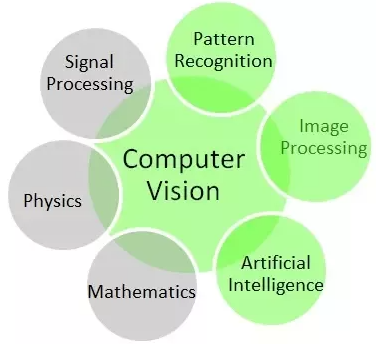 Pattern
Recognition
Signal
Processing
Image
Processing
Computer
Vision
Physics
Artificial
Intelligence
Mathematics